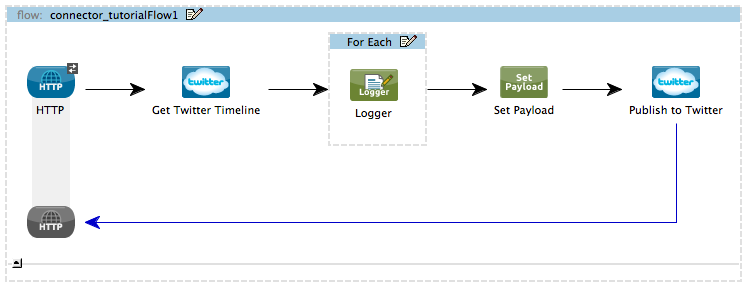 flow: connector_tutorialFlow1
For Each
HTTP
twitter
Logger
Set
Payload
twitter
HTTP
Get Twitter Timeline
Logger
Set Payload
Publish to Twitter
HTTP